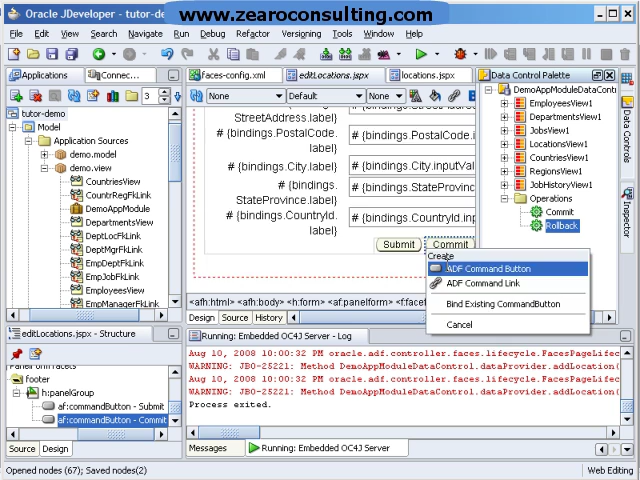 www.zearoconsulting.com
Oracle JDeveloper - tutor-de
File Edit View Search Navigate Run Debug Refactor Versioning Tools Window Help
Applications
Connec...
faces-config.xml
editLocations.jspx
locations.jspx
Data Control Palette
3
None
Default
None
tutor-demo
Model
Application Sources
demo.model
demo.view
CountriesView
CountrRegFkLink
DemoAppModule
DepartmentsView
DeptLocFkLink
DeptMgrFkLink
EmpDeptFkLink
EmpJobFkLink
EmployeesView
EmpManagerFkLink
StreetAddress.label}
# {bindings.PostalCode.
label}
# {bindings.PostalCode.i
# {bindings.City.label}
# {bindings.City.inputVal
# {bindings.
StateProvince.label}
# {bindings.StateProvinc
# {bindings.CountryId.
label}
# {bindings.CountryId.inp
Submit
Commit
<afh:html> <afh:body> <h:form> <af:panelform> <f:facet
Design Source History
DemoAppModuleDataContr
EmployeesView1
DepartmentsView1
JobsView1
LocationsView1
CountriesView1
RegionsView1
JobHistoryView1
Operations
Commit
Rollback
Data Controls
Inspector
Create
ADF Command Button
ADF Command Link
Bind Existing CommandButton
Cancel
editLocations.jspx - Structure
PanelForm facets
footer
h:panelGroup
af:commandButton - Submit
af:commandButton - Commit
Source Design
Running: Embedded OC4J Server - Log
Aug 10, 2008 10:00:32 PM oracle.adf.controller.faces.lifecycle.FacesPageLifec
WARNING: JBO-25221: Method DemoAppModuleDataControl.dataProvider.addLocation(
Aug 10, 2008 10:00:33 PM oracle.adf.controller.faces.lifecycle.FacesPageLifec
WARNING: JBO-25221: Method DemoAppModuleDataControl.dataProvider.addLocation(
Process exited.
Messages
Running: Embedded OC4J Server
Opened nodes (67); Saved nodes(2)
Web Editing